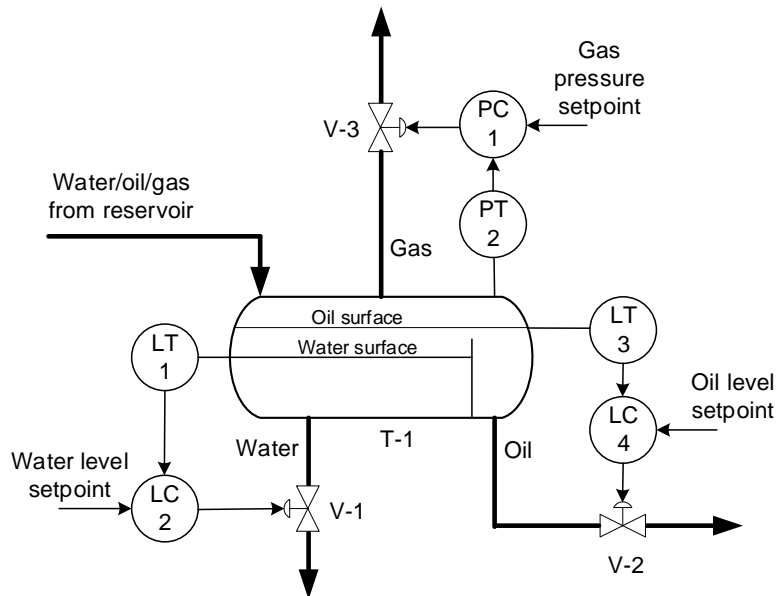 Gas
pressure
setpoint
PC
1
V-3
Water/oil/gas
from reservoir
PT
2
Gas
Oil surface
LT
3
Water surface
LT
1
Oil level
setpoint
LC
4
Water
T-1
Oil
Water level
setpoint
LC
2
V-1
V-2